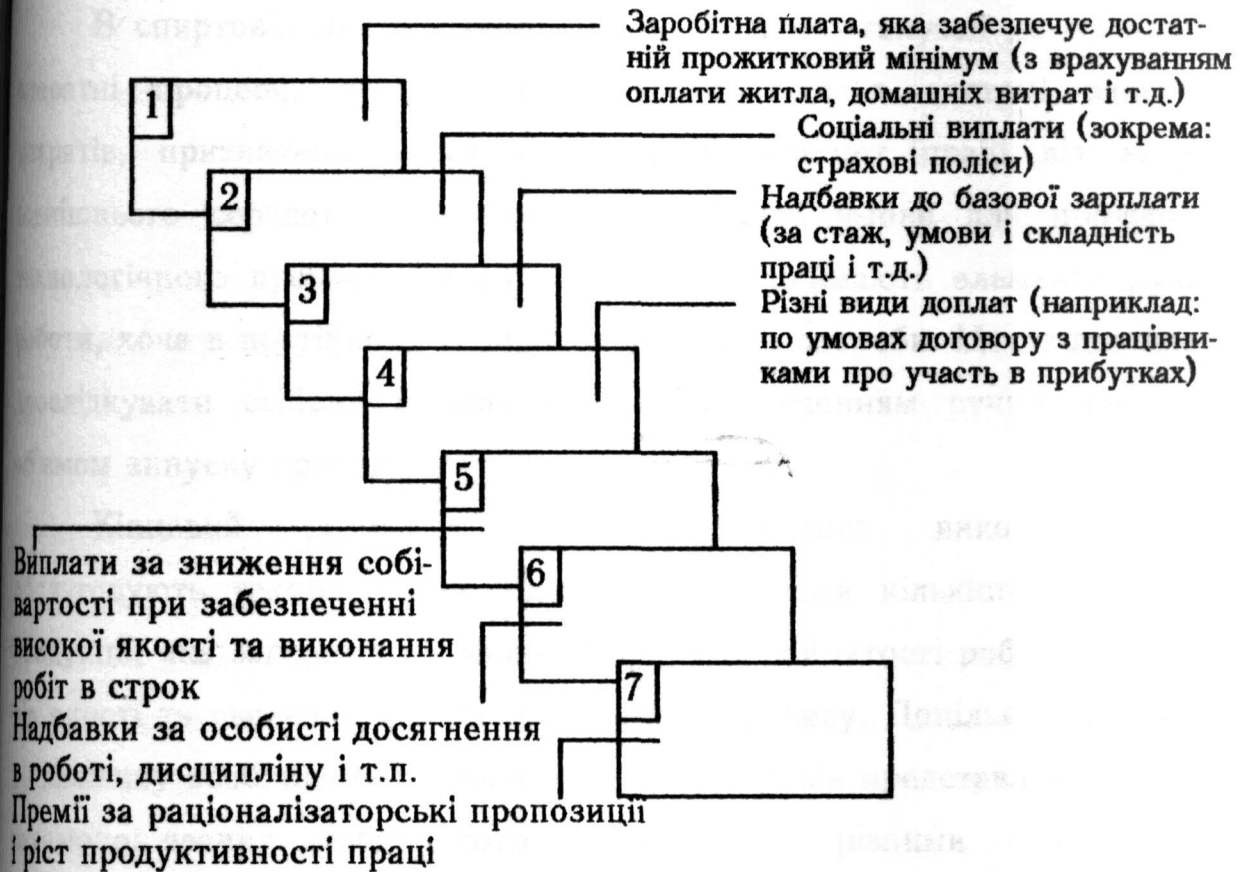 Заробітна плата, яка забезпечує достат-
ній прожитковий мінімум (з врахуванням
оплати житла, домашніх витрат і т.д.)
1
Соціальні виплати (зокрема:
страхові поліси)
2
Надбавки до базової зарплати
(за стаж, умови і складність
праці і т.д.)
3
Різні види доплат (наприклад:
по умовах договору з працівни-
ками про участь в прибутках)
4
5
Виплати за зниження собі-
вартості при забезпеченні
високої якості та виконання
робіт в строк
6
Надбавки за особисті досягнення
в роботі, дисципліну і т.п.
7
Премії за раціоналізаторські пропозиції
і ріст продуктивності праці